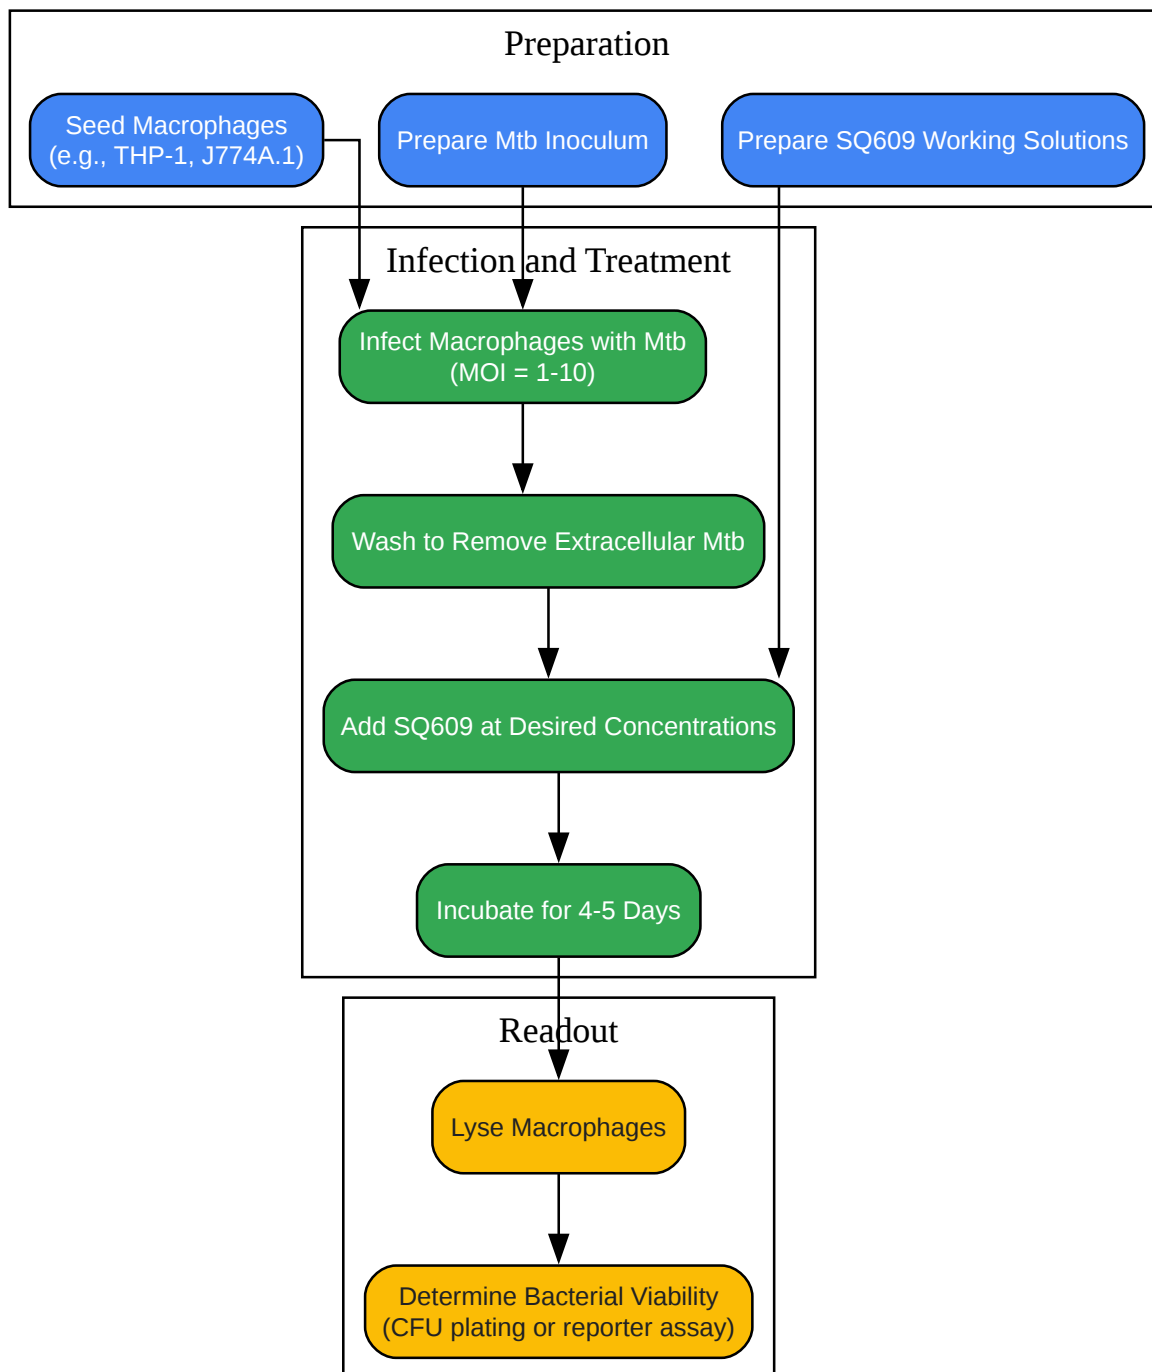 Preparation
Seed Macrophages
(e.g., THP-1, J774A.1)
Prepare Mtb Inoculum
Prepare SQ609 Working Solutions
Infection and Treatment
Infect Macrophages with Mtb
(MOI = 1-10)
Wash to Remove Extracellular Mtb
Add SQ609 at Desired Concentrations
Incubate for 4-5 Days
Readout
Lyse Macrophages
Determine Bacterial Viability
(CFU plating or reporter assay)